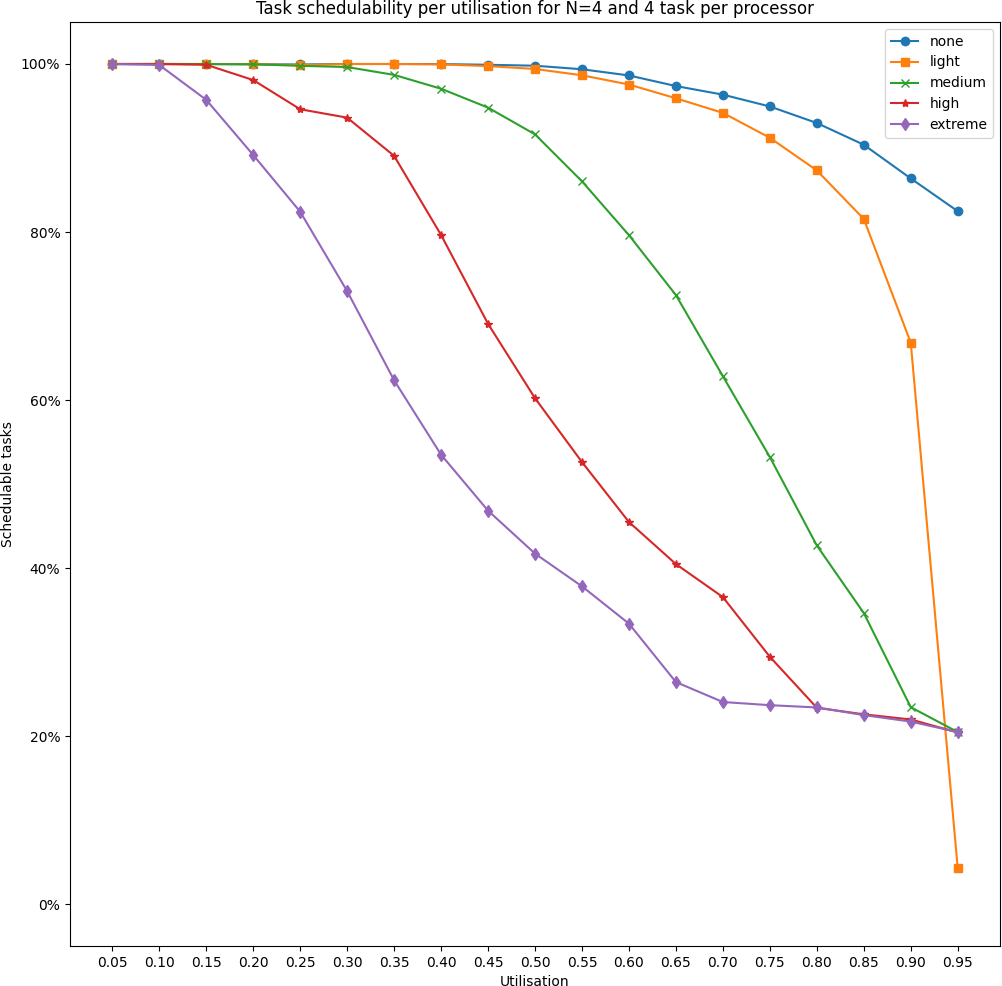 Task schedulability per utilisation for N=4 and 4 task per processor
none
light
medium
high
extreme
100%
80%
60%
40%
20%
0%
Schedulable tasks
0.05 0.10 0.15 0.20 0.25 0.30 0.35 0.40 0.45 0.50 0.55 0.60 0.65 0.70 0.75 0.80 0.85 0.90 0.95
Utilisation